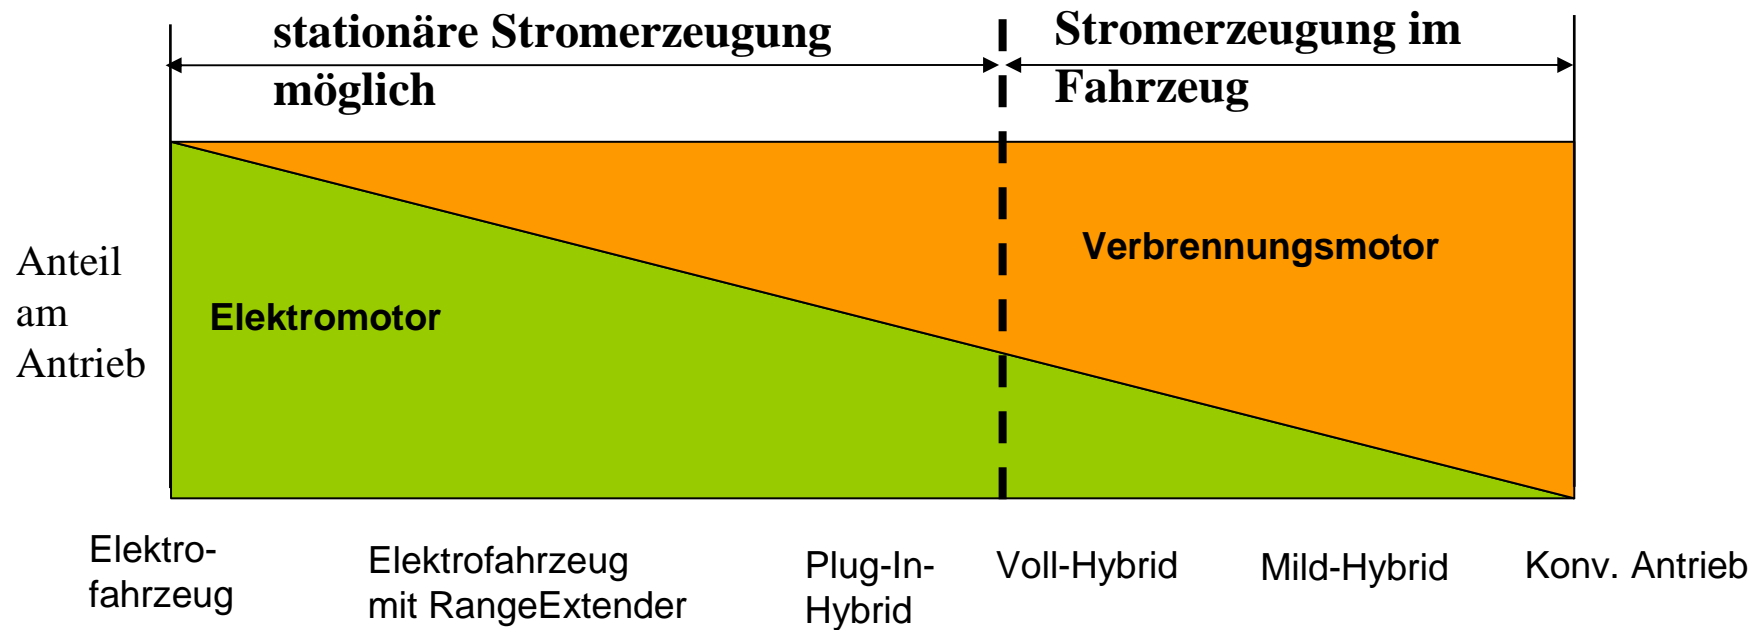 stationäre Stromerzeugung
möglich
Stromerzeugung im
Fahrzeug
Anteil
am
Antrieb
Elektromotor
Verbrennungsmotor
Elektro-
fahrzeug
Elektrofahrzeug
mit RangeExtender
Plug-In-
Hybrid
Voll-Hybrid
Mild-Hybrid
Konv. Antrieb